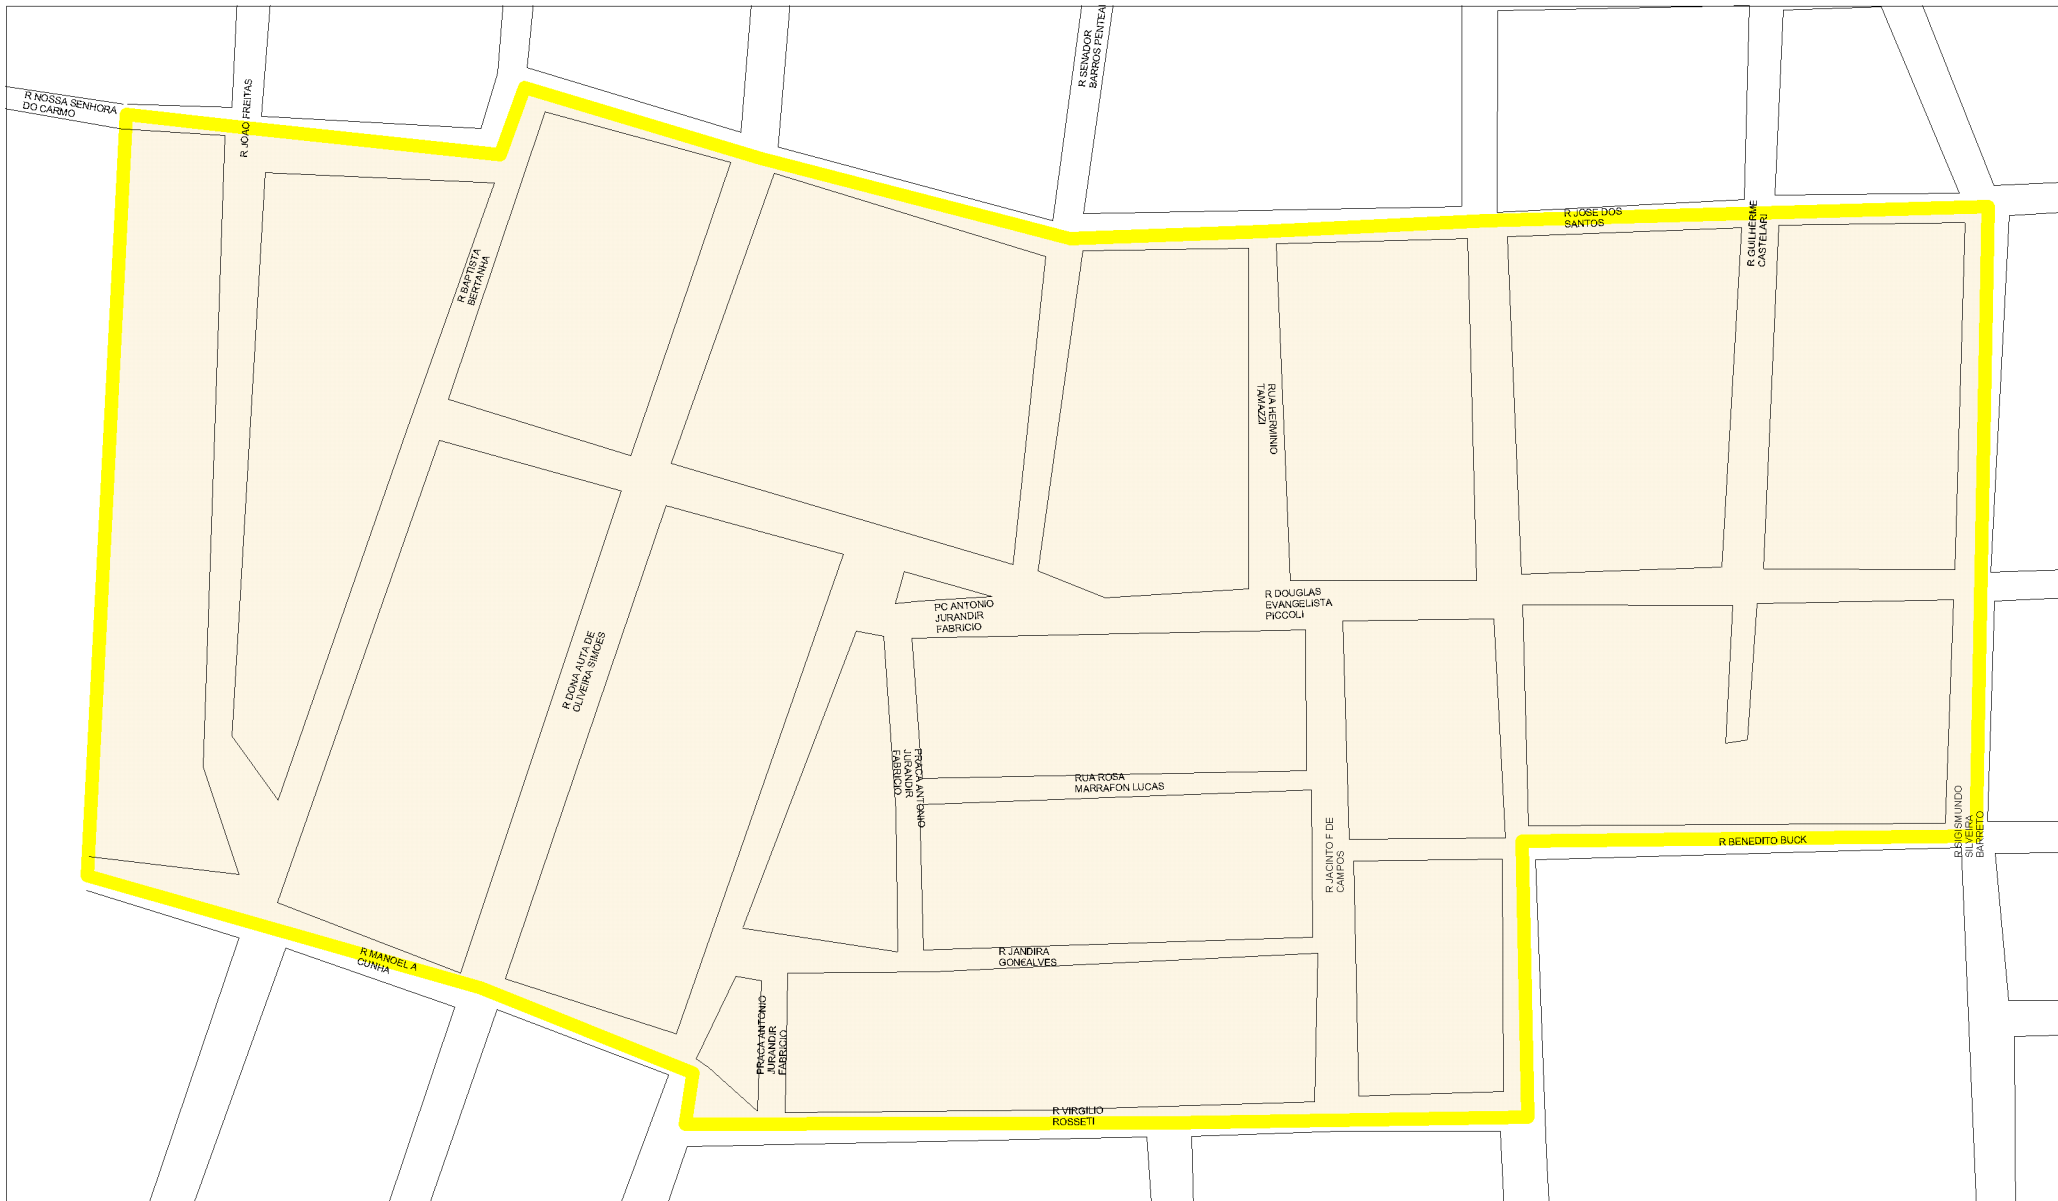 R SENADOR
BARROS PENTEA
R NOSSA SENHORA
DO CARMO
R JOAO FREITAS
R JOSE DOS
SANTOS
R GUILHERME
CASTELARI
R BAPTISTA
BERTANHA
RUA HERMINIO
TAMAZZI
R DOUGLAS
EVANGELISTA
PICCOLI
PC ANTONIO
JURANDIR
FABRICIO
R DONA AUTA DE
OLIVEIRA SIMOES
PRACA ANTONIO
JURANDIR
FABRICIO
RUA ROSA
MARRAFON LUCAS
R JACINTO F DE
CAMPOS
R SIGISMUNDO
SILVEIRA
BARRETO
R BENEDITO BUCK
R MANOEL A
CUNHA
R JANDIRA
GONCALVES
PRACA ANTONIO
JURANDIR
FABRICIO
R VIRGILIO
ROSSETI